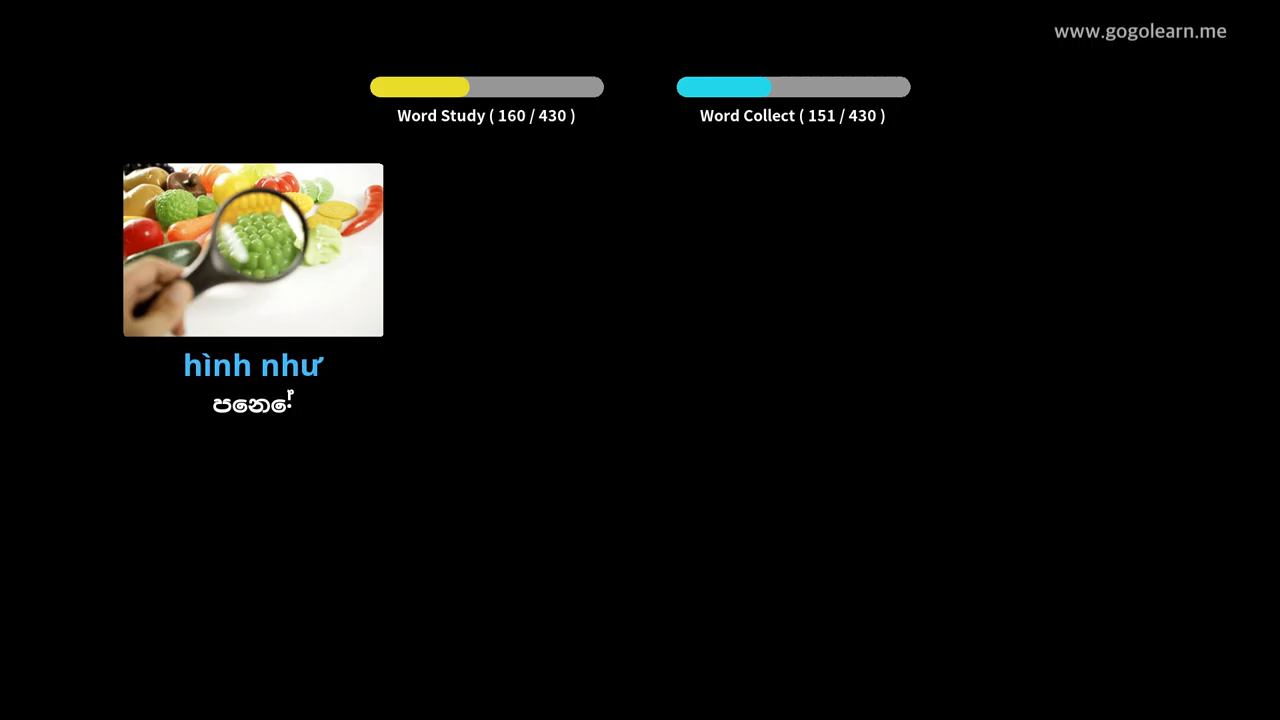 www.gogolearn.me
Word Study ( 160 / 430 )
Word Collect ( 151 / 430 )
hình như
පනෙේ!